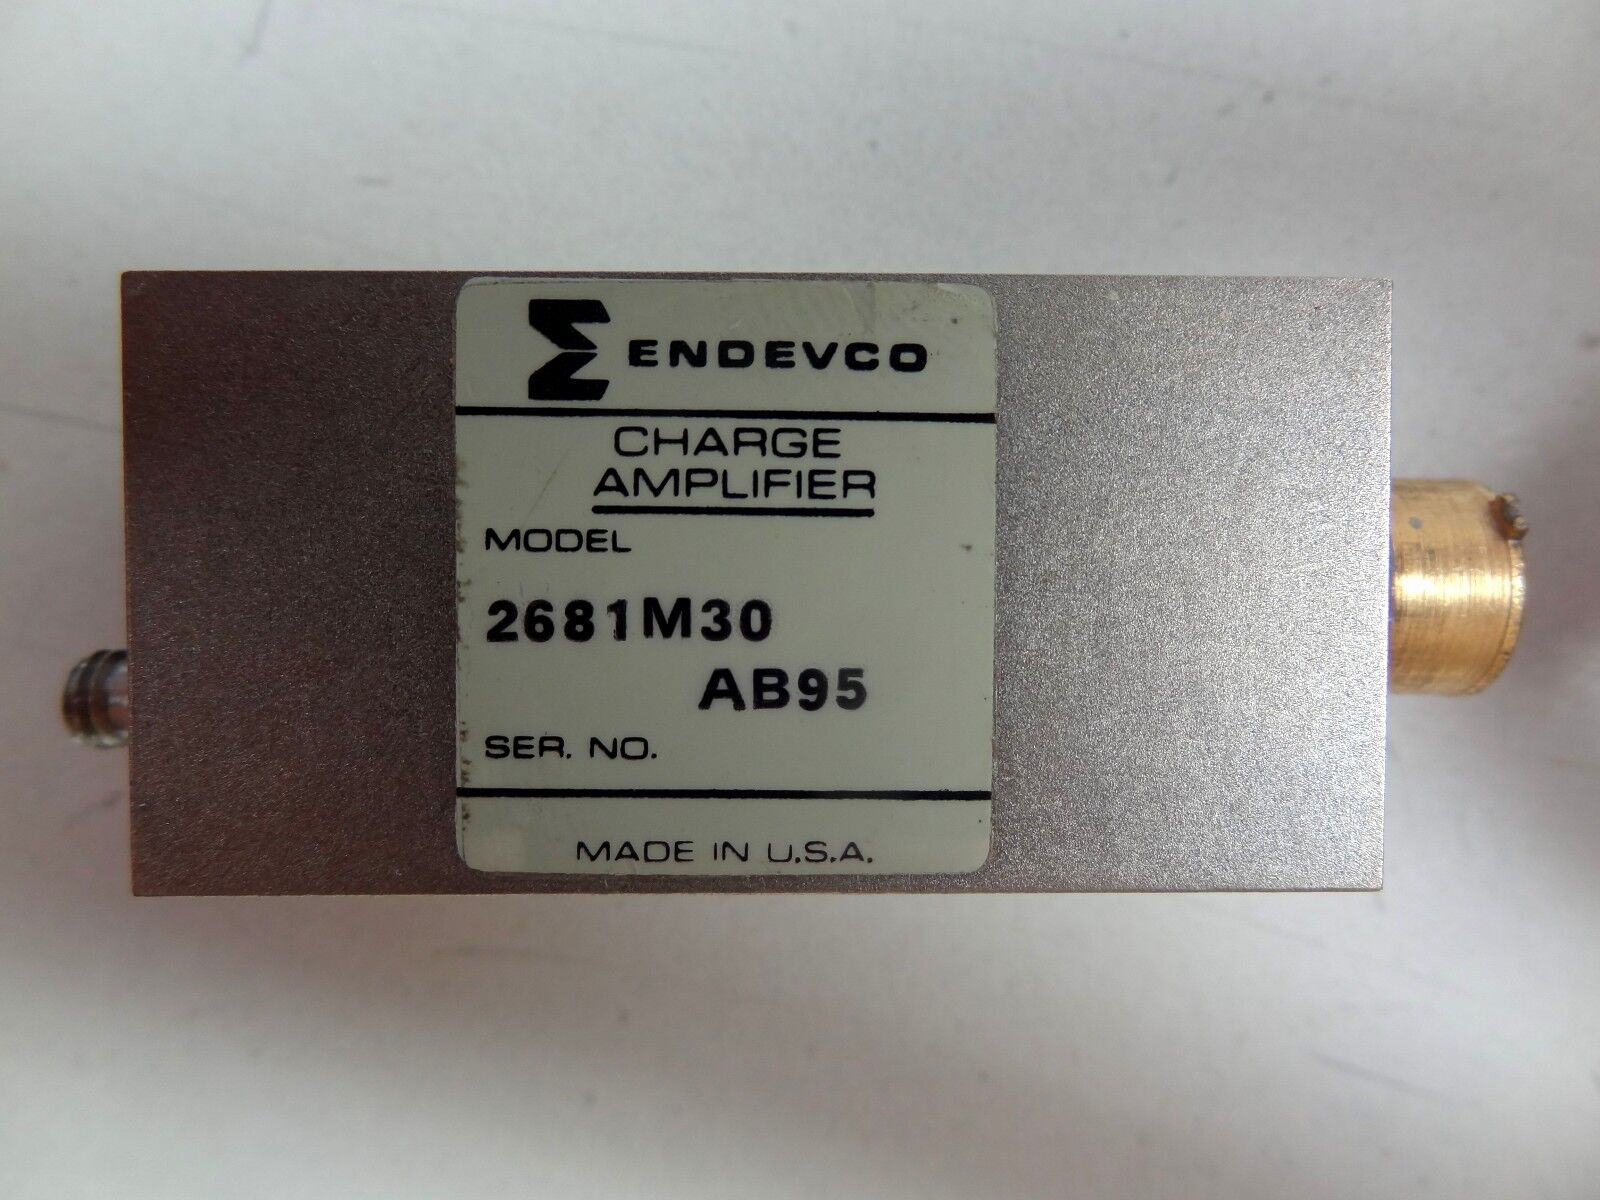 ENDEVCO
CHARGE
AMPLIFIER
MODEL
2681M30
AB95
SER. NO.
MADE IN U.S.A.